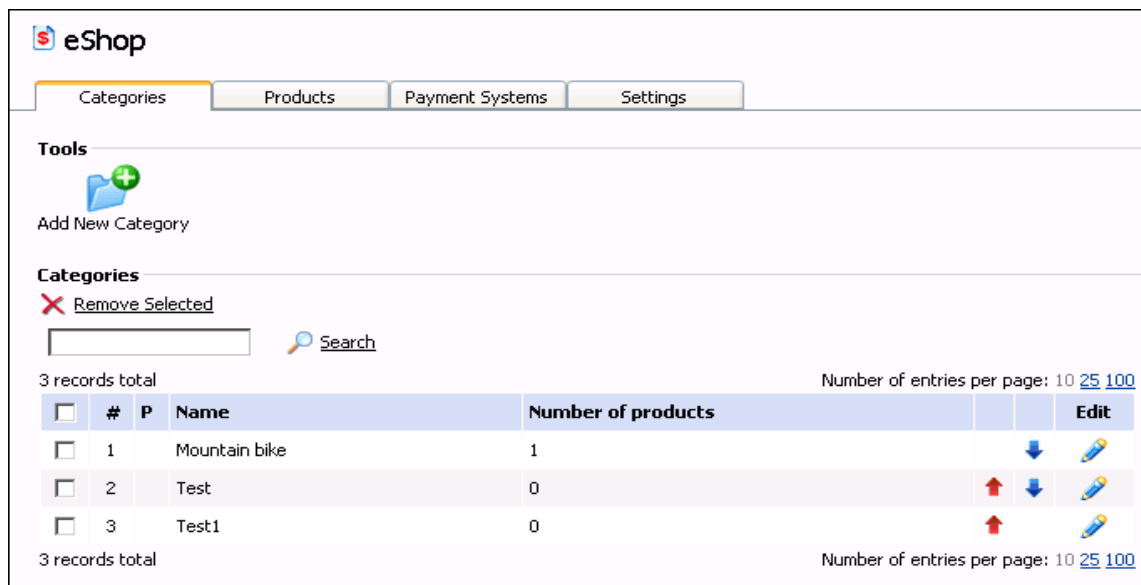 eShop
Categories Products Payment Systems Settings
Tools
Add New Category
Categories
Remove Selected
Search
3 records total Number of entries per page: 10 25 100
# P Name Number of products Edit
1 Mountain bike 1
2 Test 0
3 Test1 0
3 records total Number of entries per page: 10 25 100